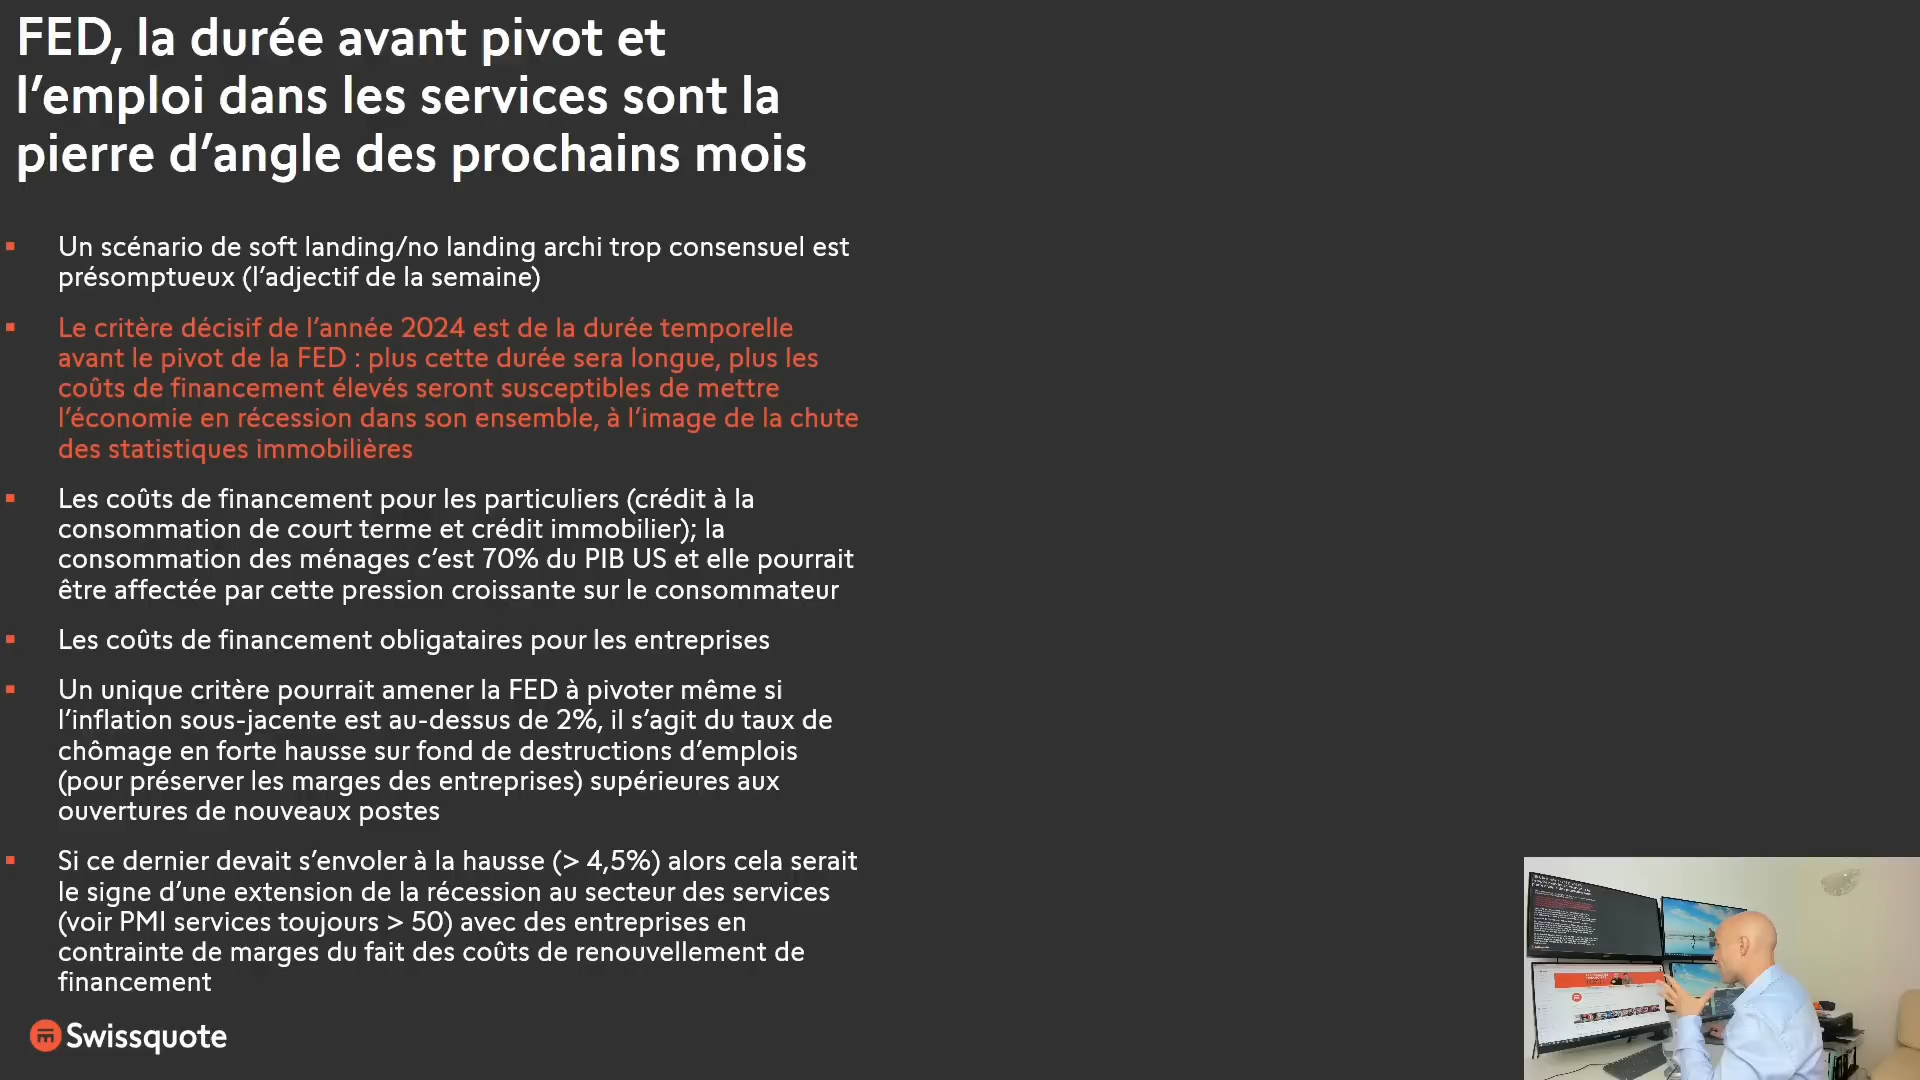 FED, la durée avant pivot et
l’emploi dans les services sont la
pierre d’angle des prochains mois
Un scénario de soft landing/no landing archi trop consensuel est
présomptueux (l’adjectif de la semaine)
Le critère décisif de l’année 2024 est de la durée temporelle
avant le pivot de la FED : plus cette durée sera longue, plus les
coûts de financement élevés seront susceptibles de mettre
l’économie en récession dans son ensemble, à l’image de la chute
des statistiques immobilières
Les coûts de financement pour les particuliers (crédit à la
consommation de court terme et crédit immobilier); la
consommation des ménages c’est 70% du PIB US et elle pourrait
être affectée par cette pression croissante sur le consommateur
Les coûts de financement obligataires pour les entreprises
Un unique critère pourrait amener la FED à pivoter même si
l’inflation sous-jacente est au-dessus de 2%, il s’agit du taux de
chômage en forte hausse sur fond de destructions d’emplois
(pour préserver les marges des entreprises) supérieures aux
ouvertures de nouveaux postes
Si ce dernier devait s’envoler à la hausse (> 4,5%) alors cela serait
le signe d’une extension de la récession au secteur des services
(voir PMI services toujours > 50) avec des entreprises en
contrainte de marges du fait des coûts de renouvellement de
financement
Swissquote